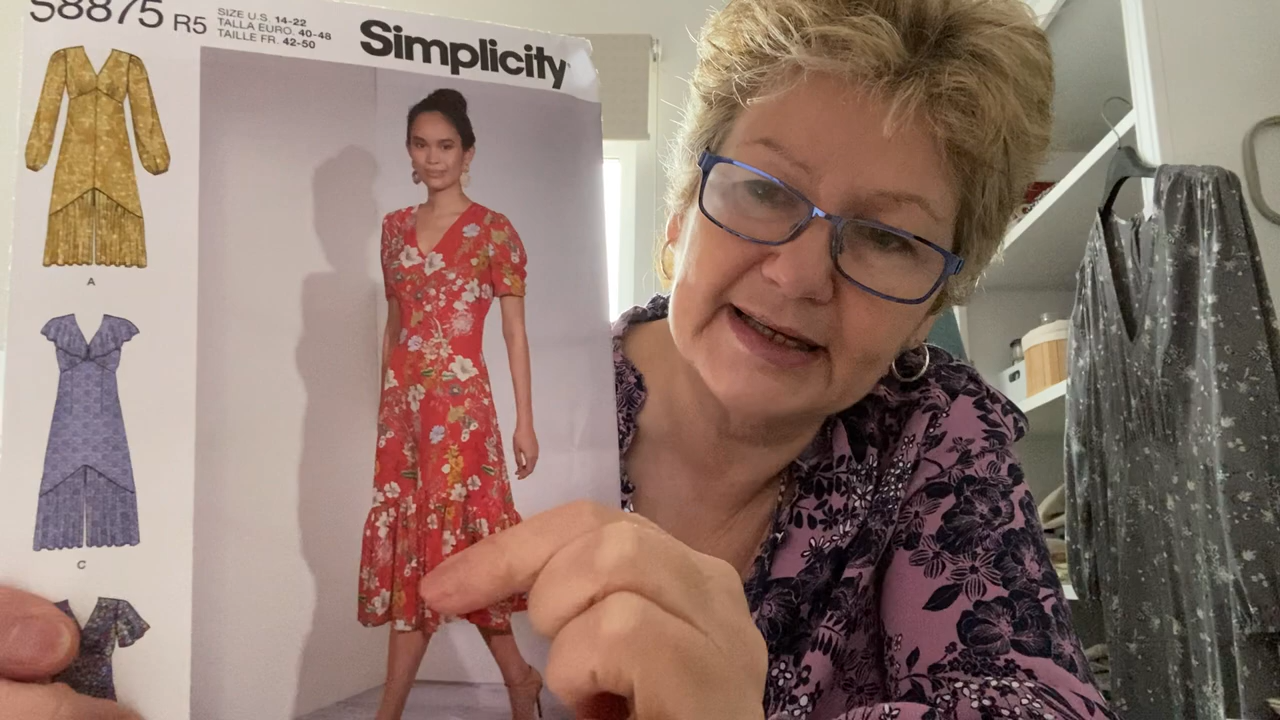 S8875 R5
SIZE U.S. 14-22
TALLA EURO. 40-48
TAILLE FR. 42-50
Simplicity
A
C